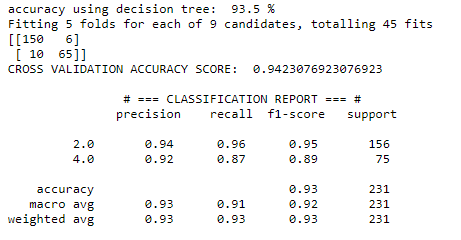 accuracy using decision tree:  93.5 %
Fitting 5 folds for each of 9 candidates, totalling 45 fits
[[150   6]
 [ 10  65]]
CROSS VALIDATION ACCURACY SCORE:  0.9423076923076923
# === CLASSIFICATION REPORT === #
              precision    recall  f1-score   support
         2.0       0.94      0.96      0.95       156
         4.0       0.92      0.87      0.89        75
    accuracy                           0.93       231
   macro avg       0.93      0.91      0.92       231
weighted avg       0.93      0.93      0.93       231